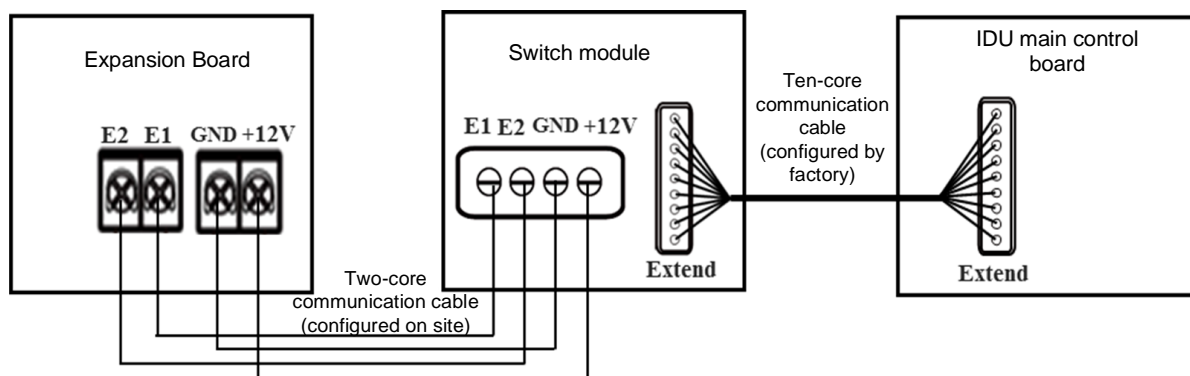 Expansion Board
E2 E1 GND +12V
Two-core
communication cable
(configured on site)
Switch module
E1 E2 GND +12V
Extend
Ten-core
communication
cable
(configured by
factory)
IDU main control
board
Extend